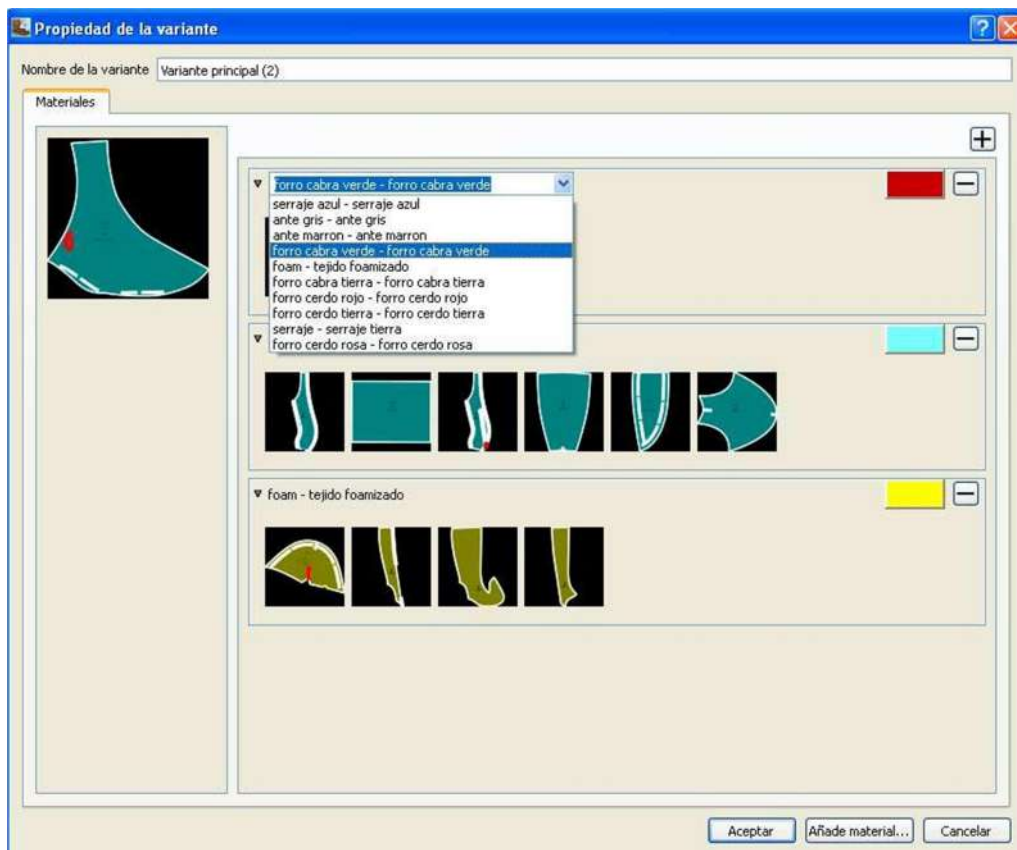 Propiedad de la variante
Nombre de la variante Variante principal (2)
Materiales
forro cabra verde - forro cabra verde
serraje azul - serraje azul
ante gris - ante gris
ante marron - ante marron
forro cabra verde - forro cabra verde
foam - tejido foamizado
forro cabra tierra - forro cabra tierra
forro cerdo rojo - forro cerdo rojo
forro cerdo tierra - forro cerdo tierra
serraje - serraje tierra
forro cerdo rosa - forro cerdo rosa
foam - tejido foamizado
Aceptar Añade material... Cancelar